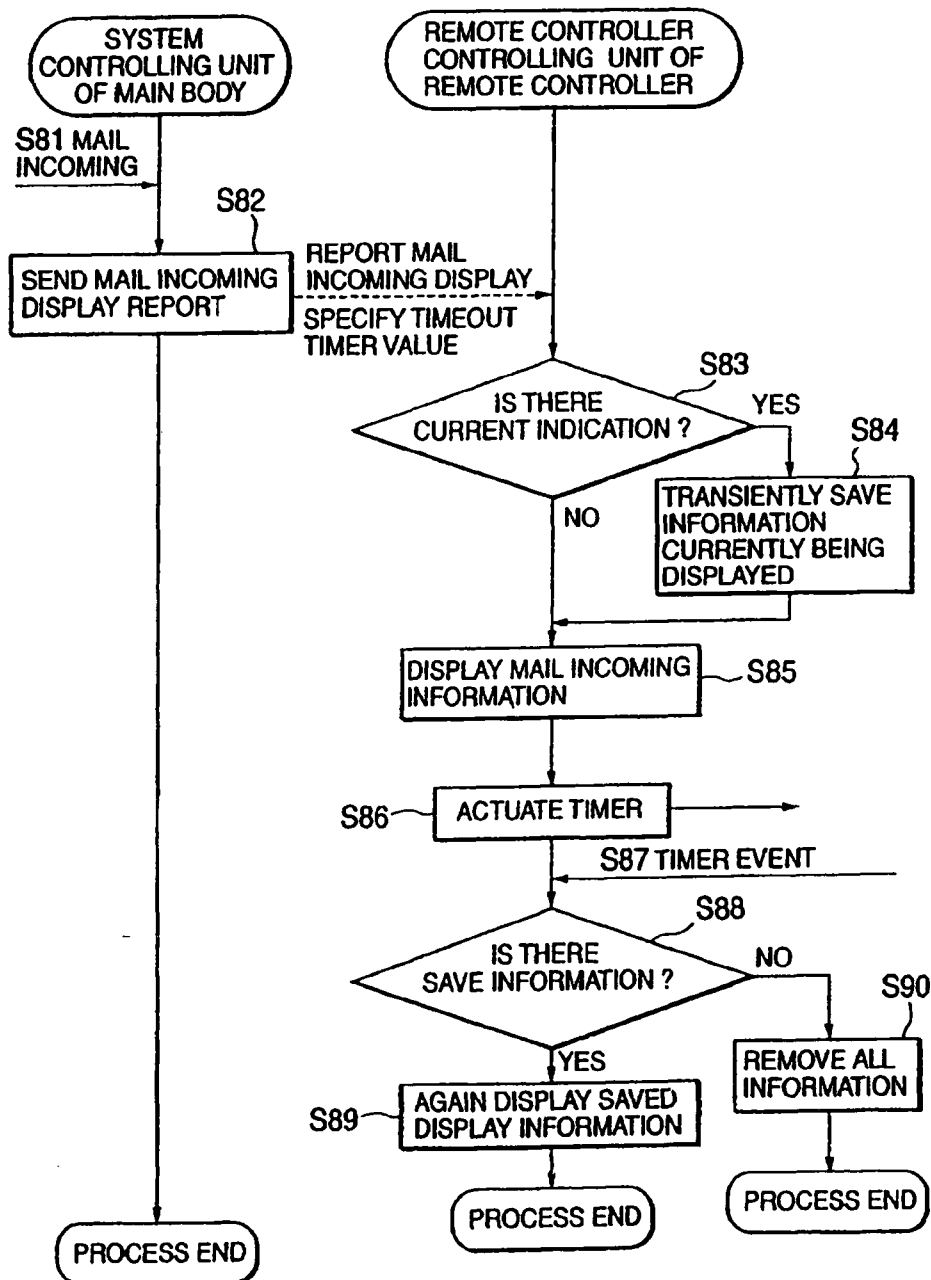 SYSTEM
CONTROLLING UNIT
OF MAIN BODY
REMOTE CONTROLLER
CONTROLLING UNIT OF
REMOTE CONTROLLER
S81 MAIL
INCOMING
S82
SEND MAIL INCOMING
DISPLAY REPORT
REPORT MAIL
INCOMING DISPLAY
SPECIFY TIMEOUT
TIMER VALUE
S83
IS THERE
CURRENT INDICATION ?
YES
S84
TRANSIENTLY SAVE
INFORMATION
CURRENTLY BEING
DISPLAYED
NO
DISPLAY MAIL INCOMING
INFORMATION
S85
S86
ACTUATE TIMER
S87 TIMER EVENT
S88
IS THERE
SAVE INFORMATION ?
NO
S90
REMOVE ALL
INFORMATION
YES
S89
AGAIN DISPLAY SAVED
DISPLAY INFORMATION
PROCESS END
PROCESS END
PROCESS END